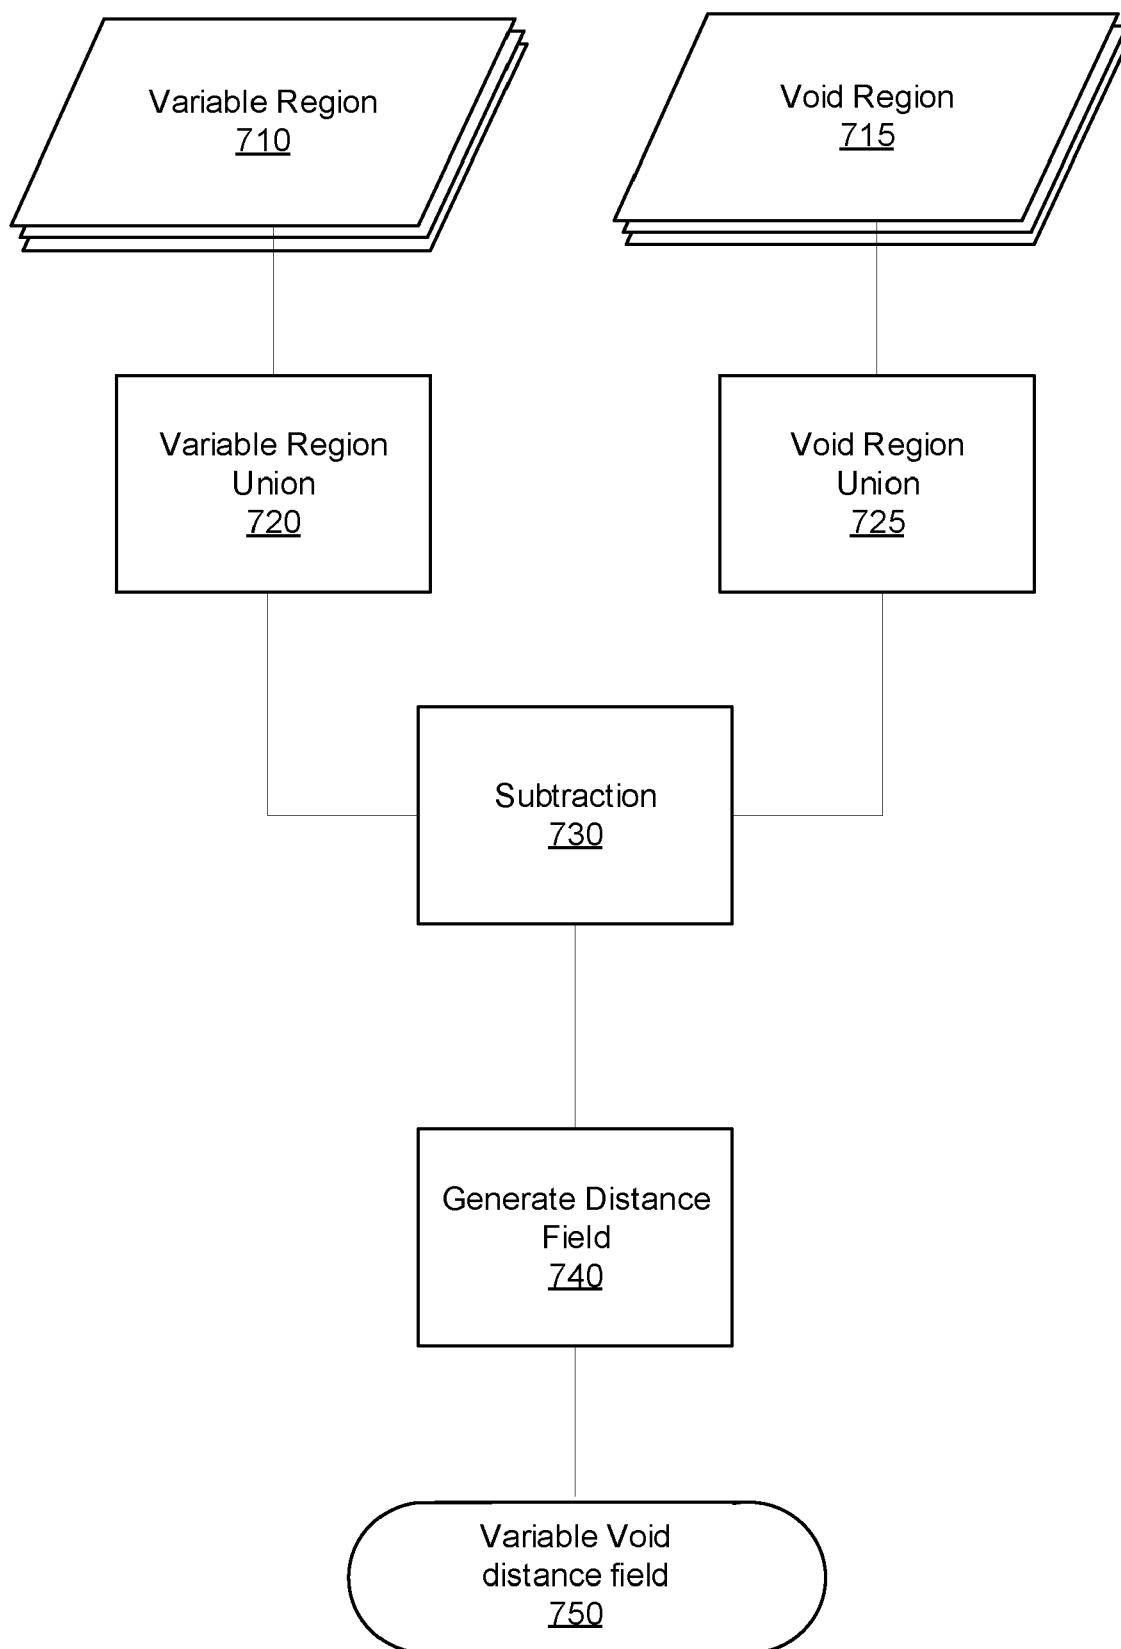 Variable Region
710
Void Region
715
Variable Region
Union
720
Void Region
Union
725
Subtraction
730
Generate Distance
Field
740
Variable Void
distance field
750